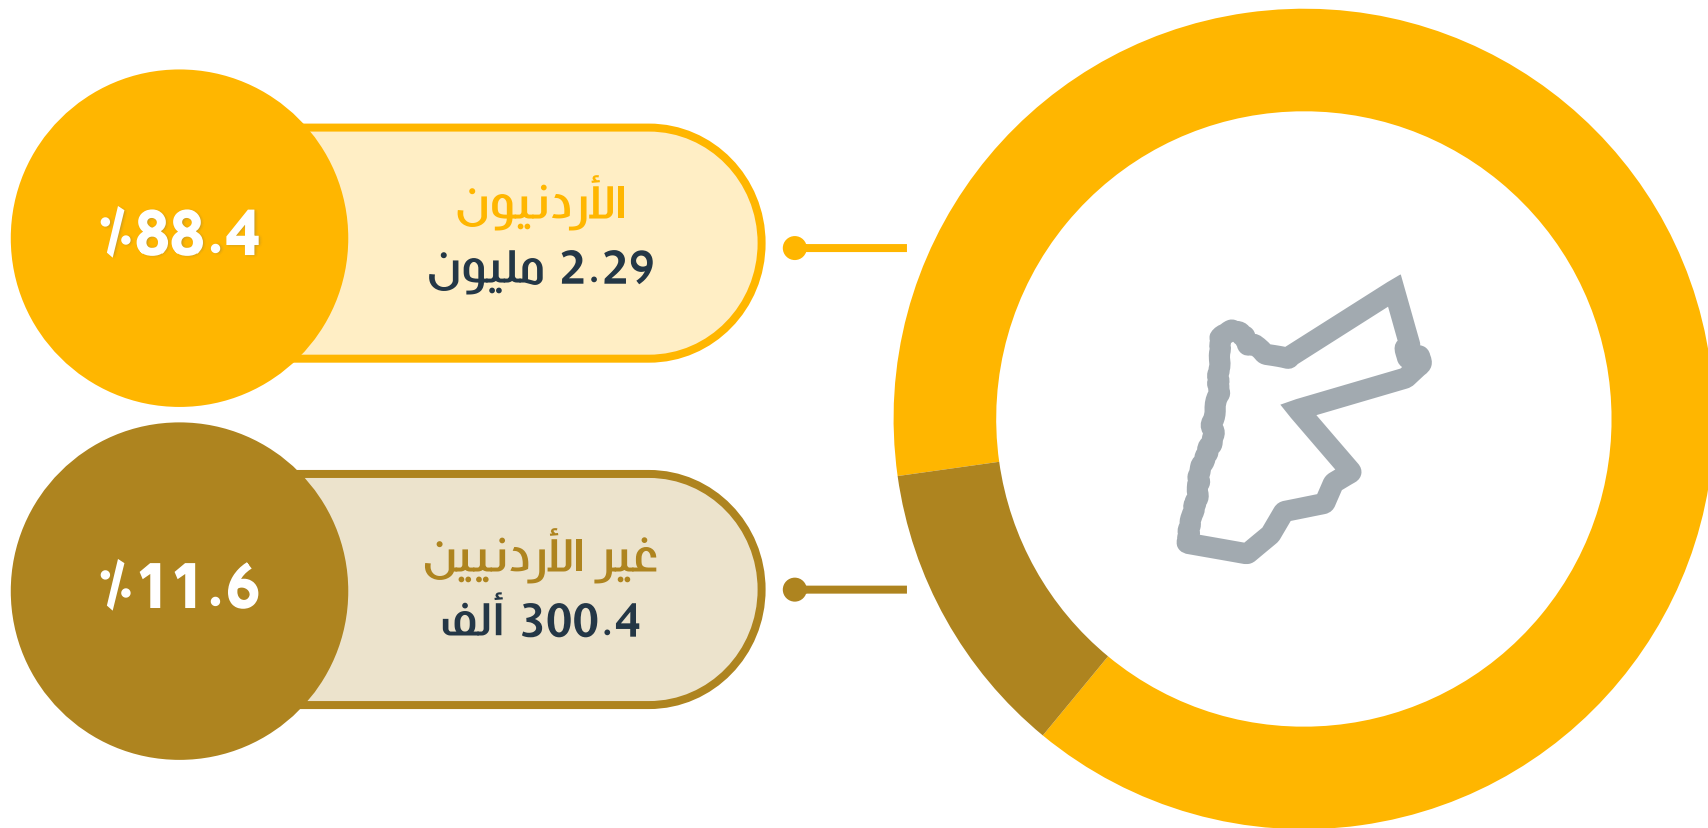 الأردنيون
2.29 مليون
٪88.4
غير الأردنيين
300.4 ألف
٪11.6